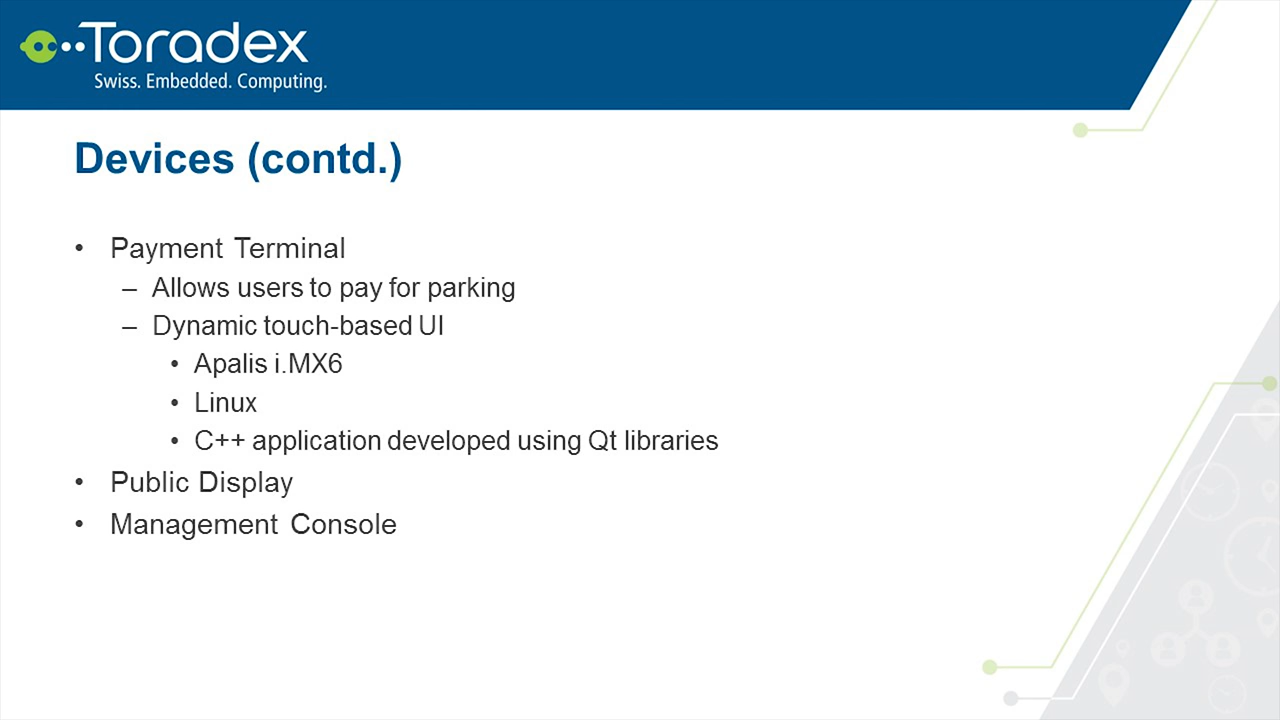 Toradex
Swiss. Embedded. Computing.
Devices (contd.)
• Payment Terminal
– Allows users to pay for parking
– Dynamic touch-based UI
• Apalis i.MX6
• Linux
• C++ application developed using Qt libraries
• Public Display
• Management Console